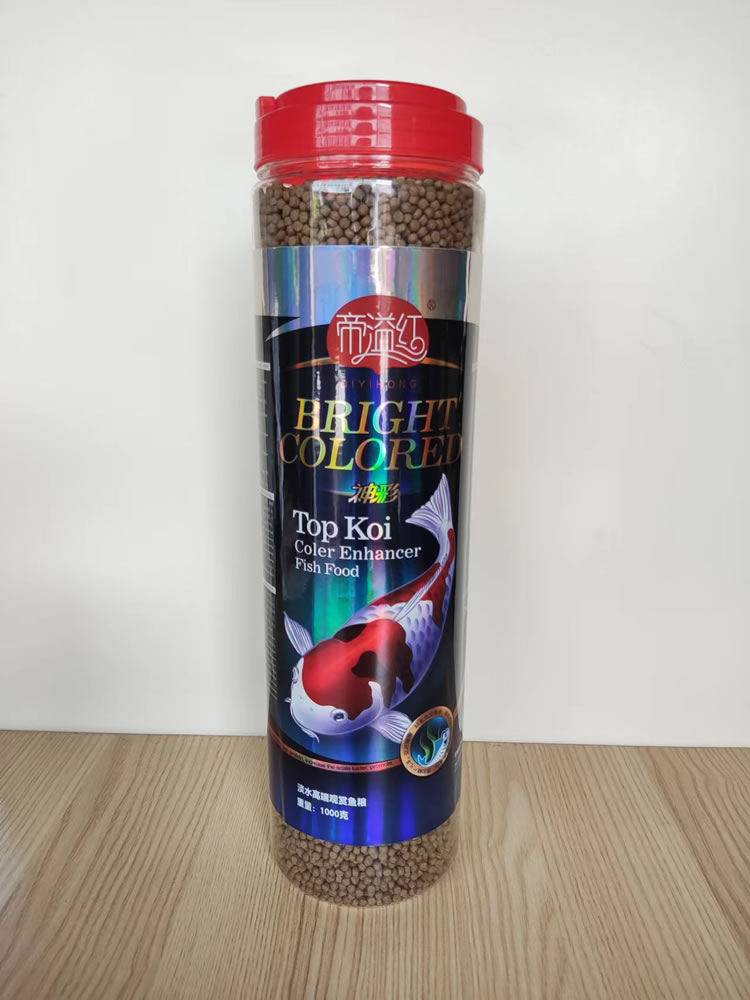 帝溢红
®
DIYIHONG
BRIGHT
COLORED
神彩
Top Koi
Coler Enhancer
Fish Food
淡水高端观赏鱼粮
重量：1000克